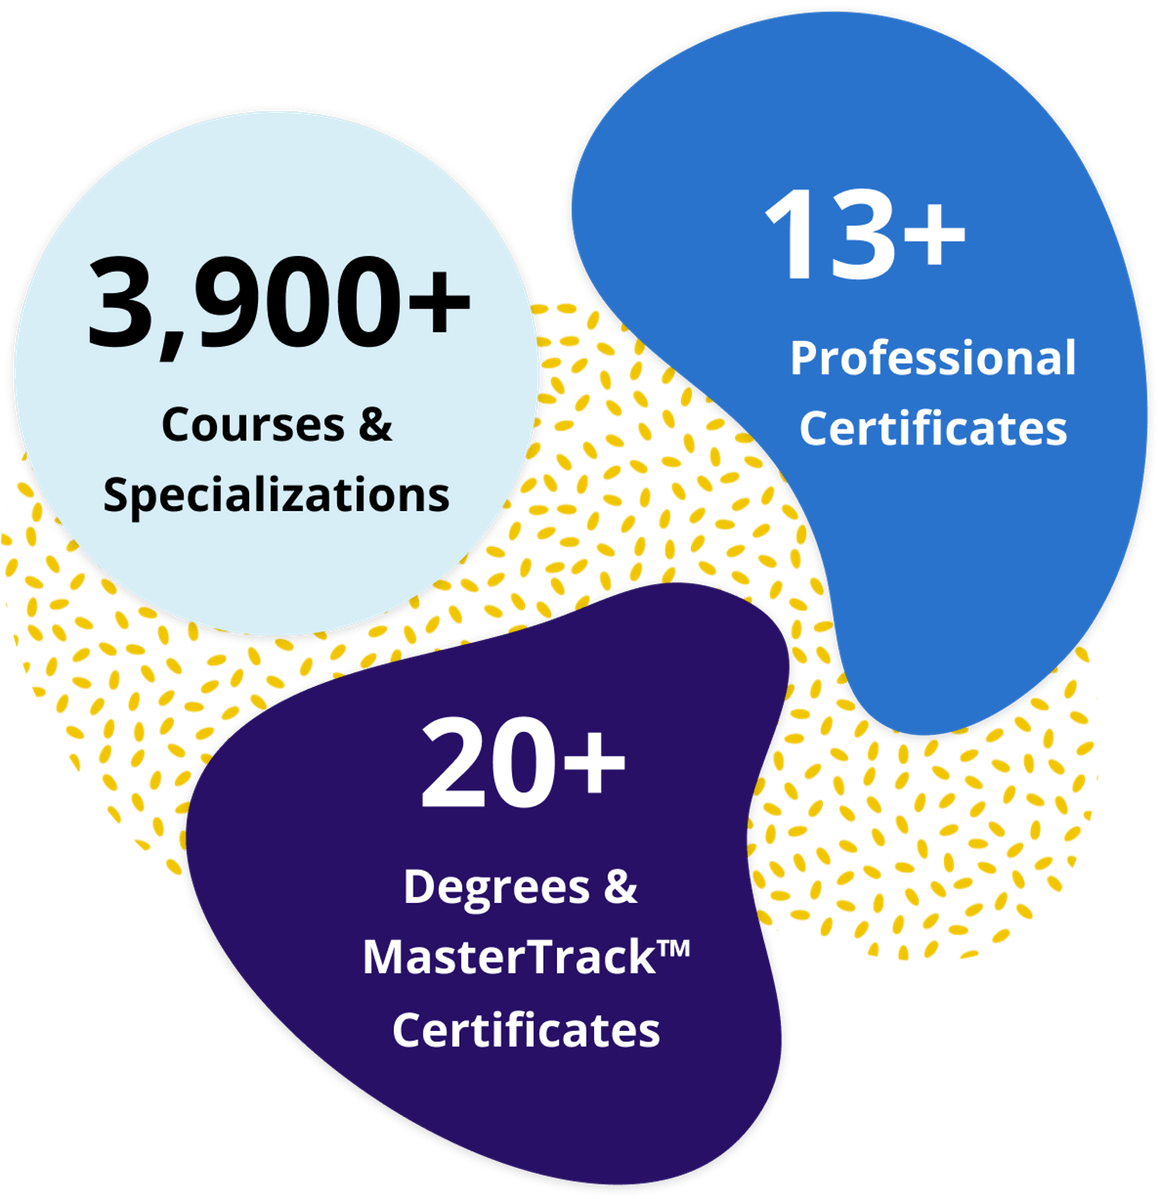 3,900+
Courses &
Specializations
13+
Professional
Certificates
20+
Degrees &
MasterTrack™
Certificates